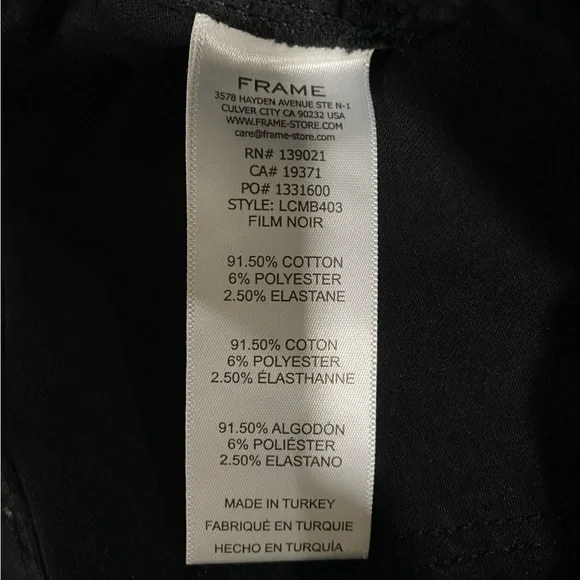 FRAME
3578 HAYDEN AVENUE STE N-1
CULVER CITY CA 90232 USA
WWW.FRAME-STORE.COM
care@frame-store.com
RN# 139021
CA# 19371
PO# 1331600
STYLE: LCMB403
FILM NOIR
91.50% COTTON
6% POLYESTER
2.50% ELASTANE
91.50% COTON
6% POLYESTER
2.50% ÉLASTHANNE
91.50% ALGODÓN
6% POLIÉSTER
2.50% ELASTANO
MADE IN TURKEY
FABRIQUÉ EN TURQUIE
HECHO EN TURQUÍA